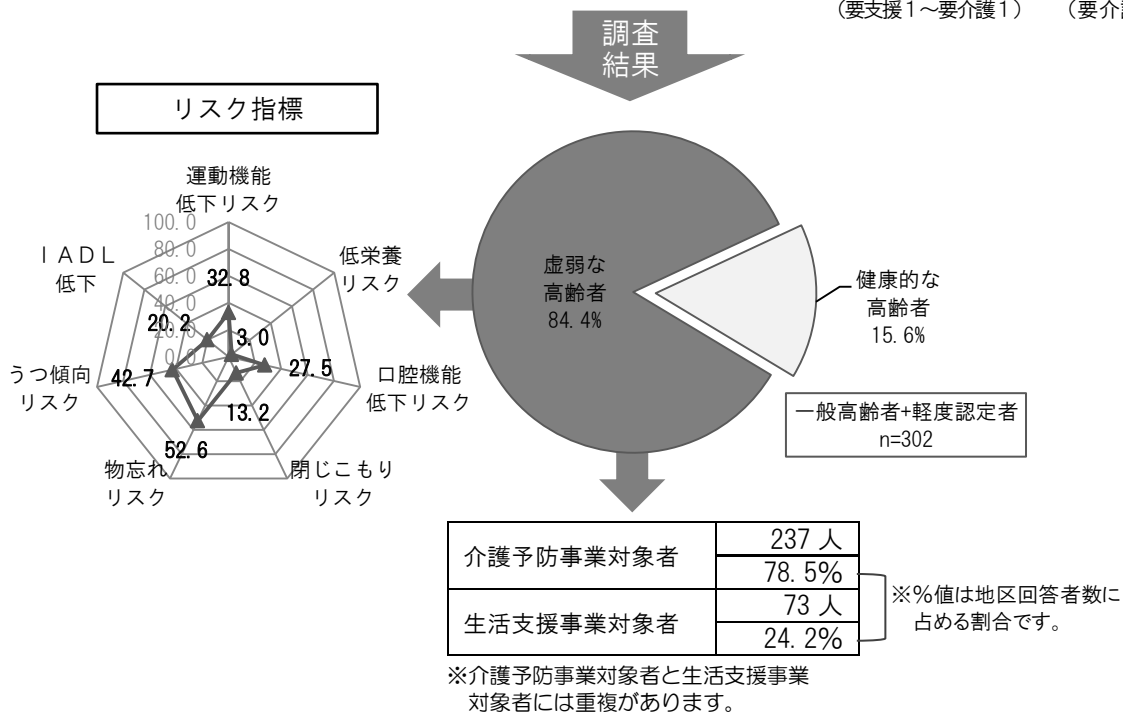 (要支援1～要介護1)
調査
結果
リスク指標
運動機能
低下リスク
100.0
80.0
60.0
40.0
20.0
0.0
ＩＡＤＬ
低下
低栄養
リスク
32.8
20.2
3.0
27.5
うつ傾向
リスク
42.7
口腔機能
低下リスク
13.2
52.6
物忘れ
リスク
閉じこもり
リスク
虚弱な
高齢者
84.4%
健康的な
高齢者
15.6%
一般高齢者+軽度認定者
n=302
介護予防事業対象者
237 人
78.5%
生活支援事業対象者
73 人
24.2%
※%値は地区回答者数に
占める割合です。
※介護予防事業対象者と生活支援事業
対象者には重複があります。